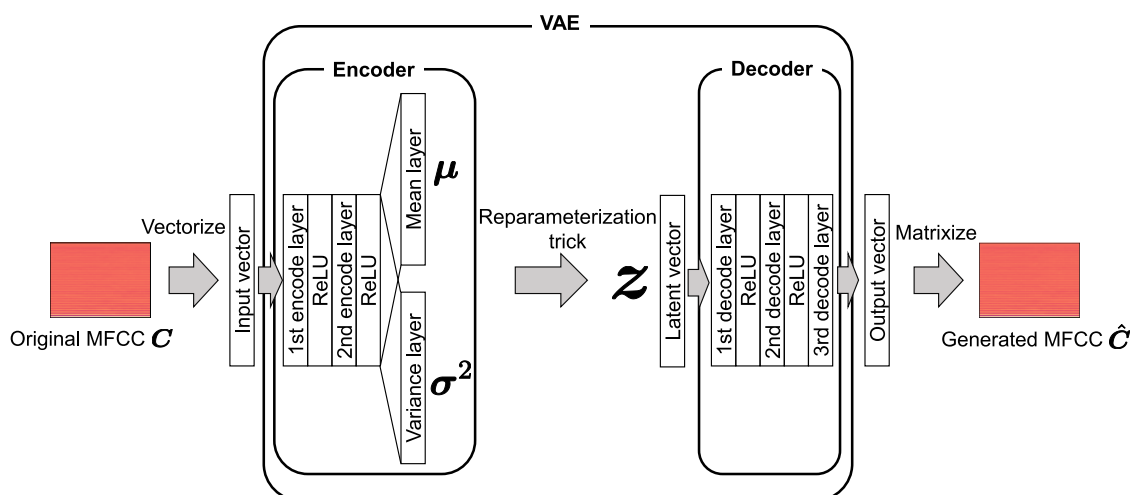 VAE
Encoder
Decoder
Vectorize
Original MFCC C
Input vector
1st encode layer
ReLU
2nd encode layer
ReLU
Mean layer
μ
Variance layer
σ²
Reparameterization
trick
z
Latent vector
1st decode layer
ReLU
2nd decode layer
ReLU
3rd decode layer
Output vector
Matrixize
Generated MFCC Ĉ